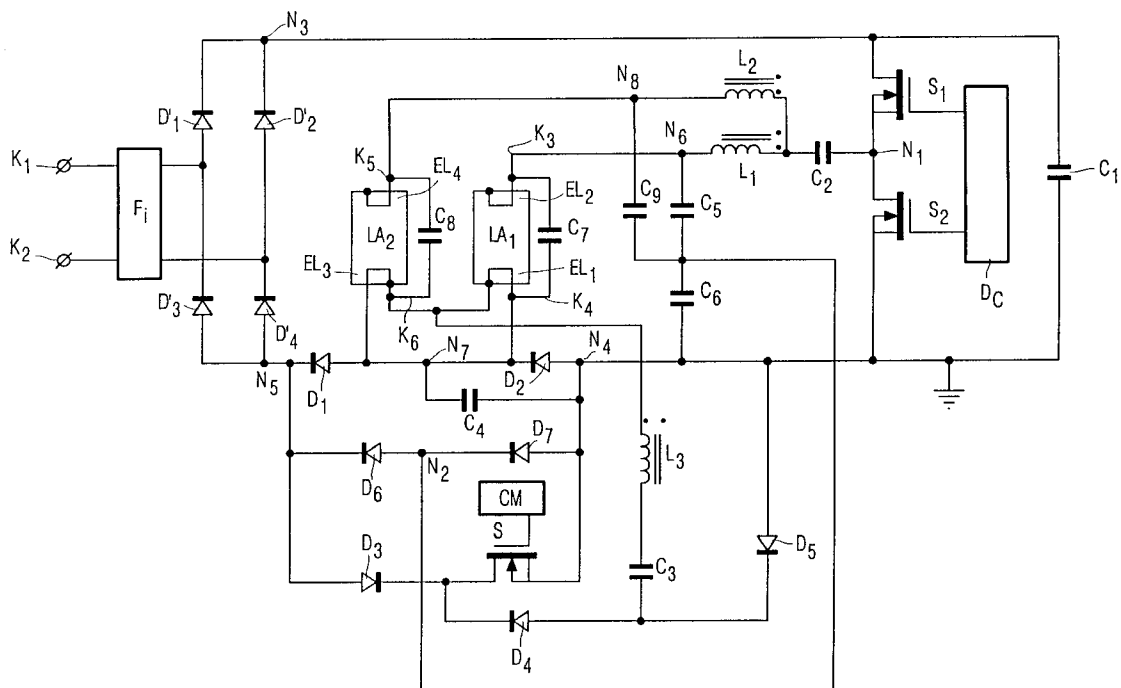 N3
L2
N8
D'1
D'2
S1
N6
K3
K1
K5
EL4
EL2
L1
C2
N1
C1
Fi
C9
C5
S2
LA2
C8
LA1
C7
K2
EL3
EL1
DC
D'3
D'4
K6
K4
C6
N7
N4
N5
D1
D2
C4
D7
D6
N2
L3
CM
S
D3
D5
C3
D4